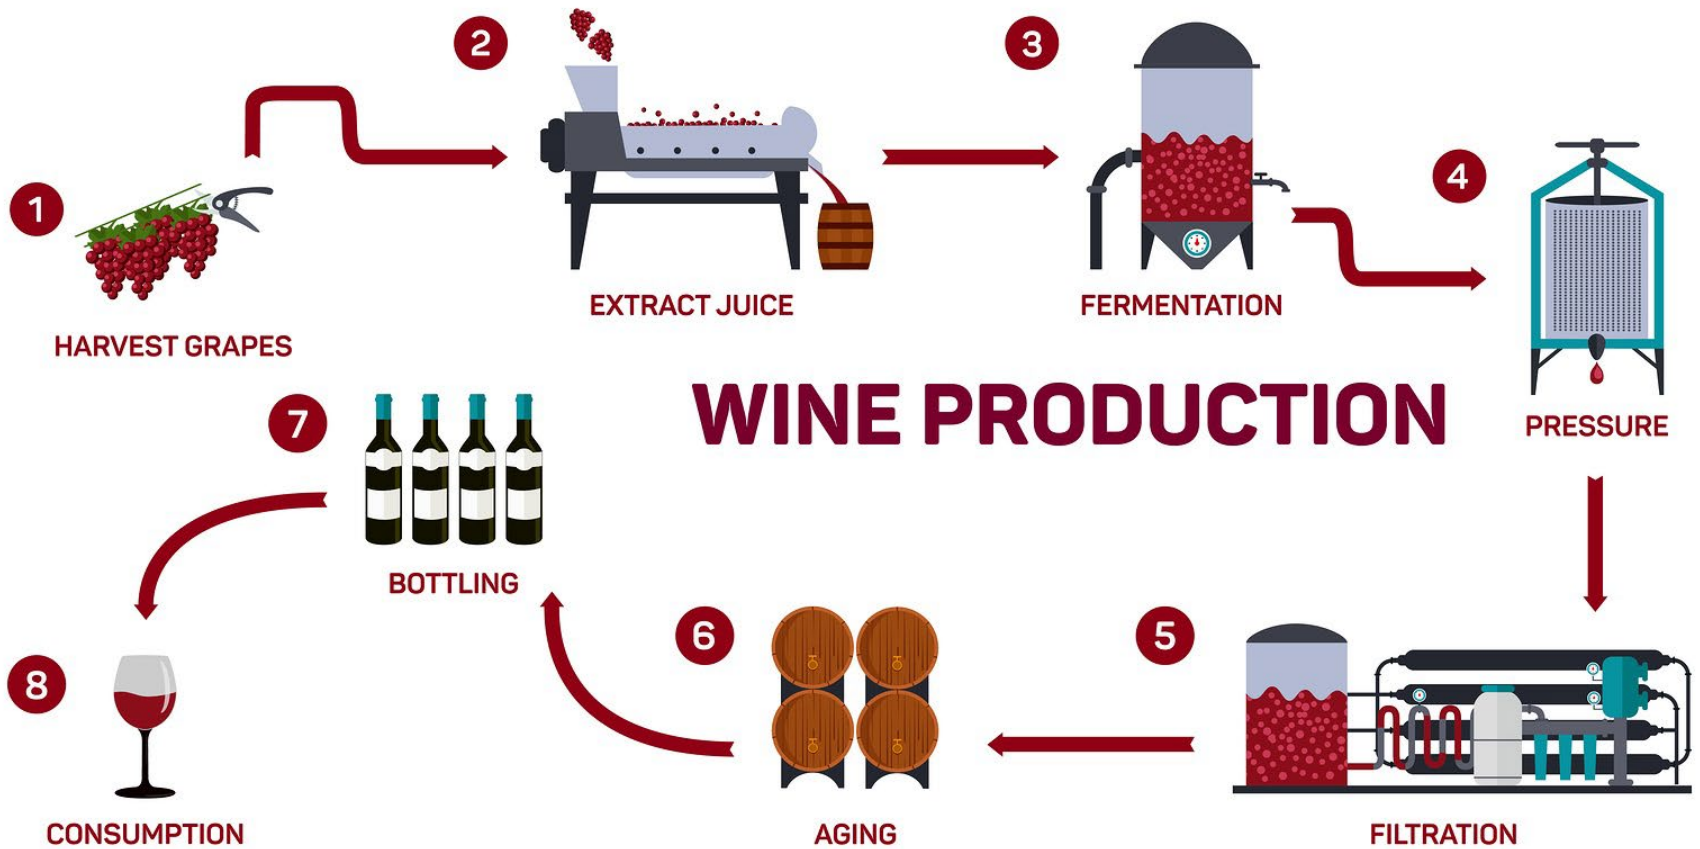 1
HARVEST GRAPES
2
EXTRACT JUICE
3
FERMENTATION
4
PRESSURE
WINE PRODUCTION
5
FILTRATION
6
AGING
7
BOTTLING
8
CONSUMPTION